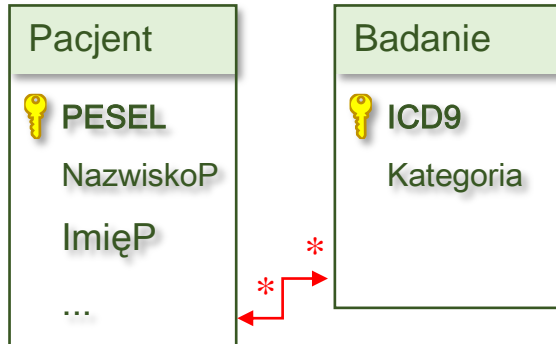 Pacjent
PESEL
NazwiskoP
ImięP
...
Badanie
ICD9
Kategoria
*
*